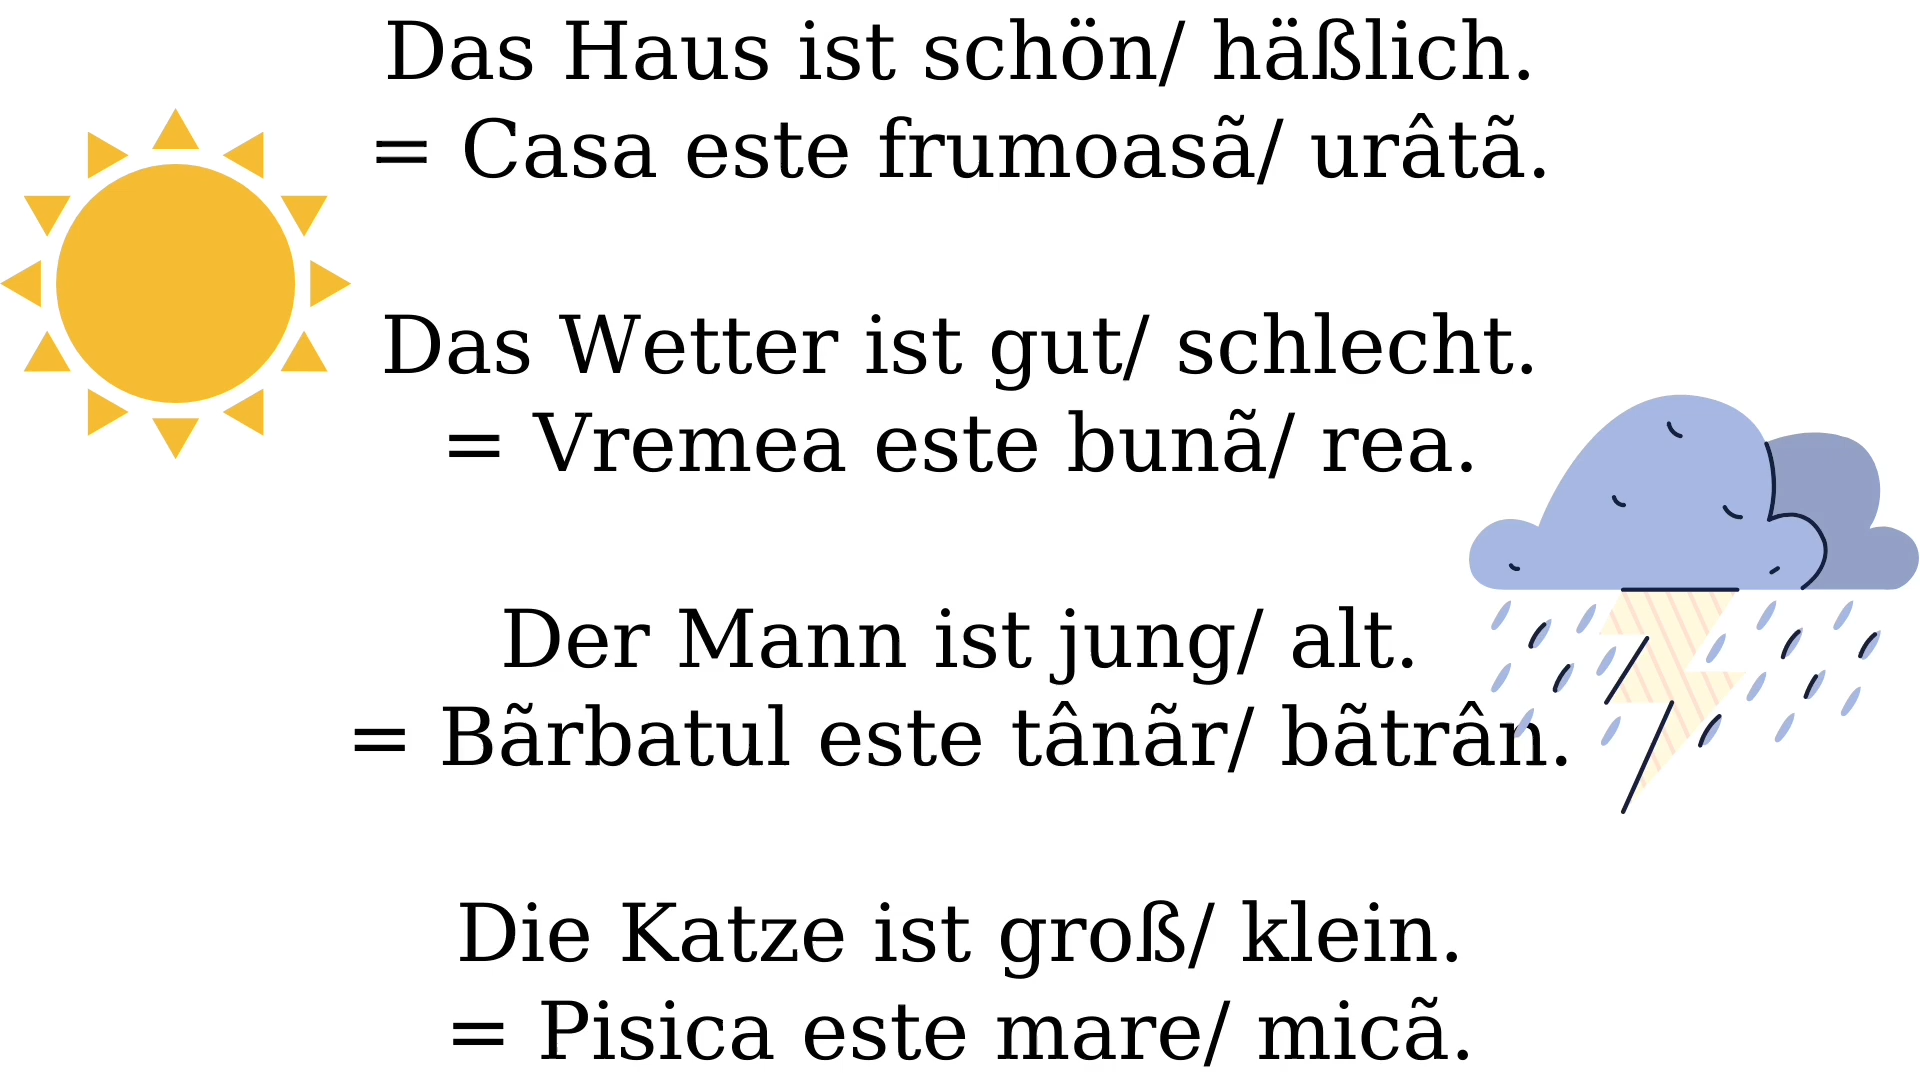 Das Haus ist schön/ häßlich.
= Casa este frumoasã/ urâtã.
Das Wetter ist gut/ schlecht.
= Vremea este bunã/ rea.
Der Mann ist jung/ alt.
= Bãrbatul este tânãr/ bãtrân.
Die Katze ist groß/ klein.
= Pisica este mare/ micã.